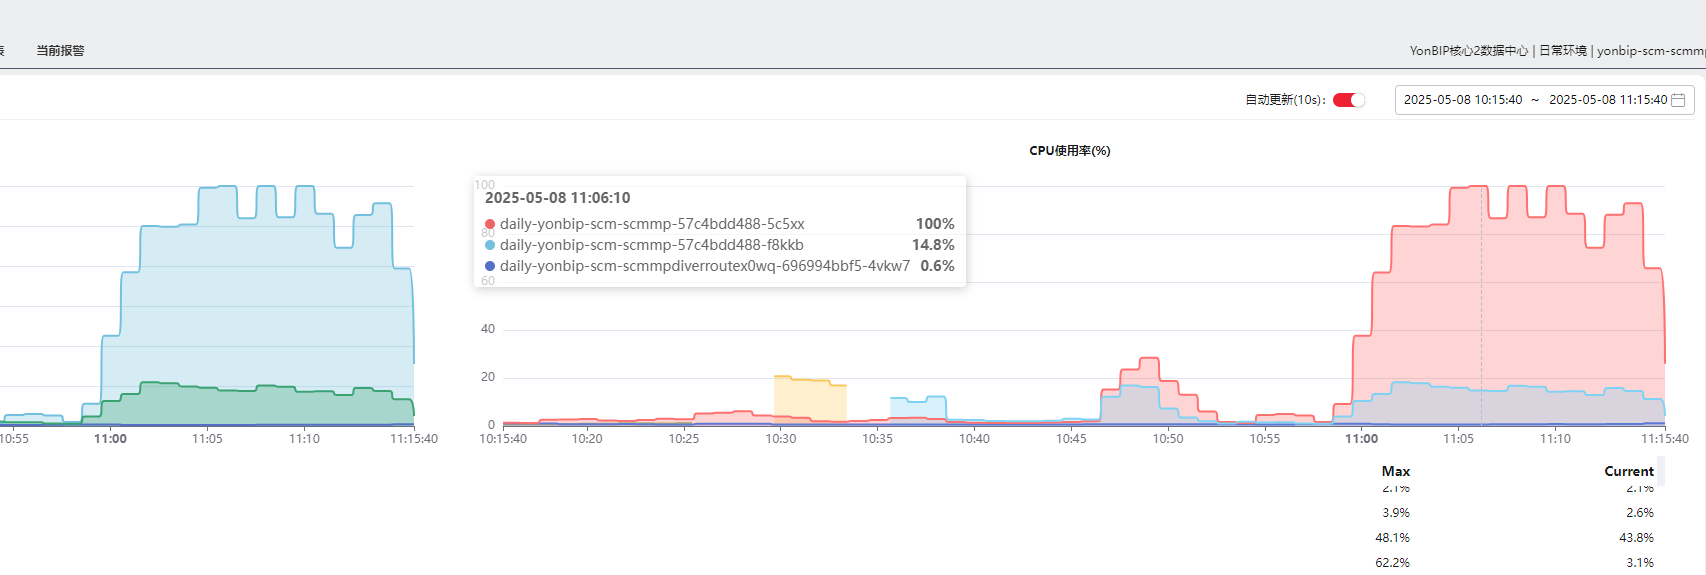 当前报警
YonBIP核心2数据中心 | 日常环境 | yonbip-scm-scmmp
自动更新(10s):
2025-05-08 10:15:40 ~ 2025-05-08 11:15:40
CPU使用率(%)
100
2025-05-08 11:06:10
daily-yonbip-scm-scmmp-57c4bdd488-5c5xx 100%
80
daily-yonbip-scm-scmmp-57c4bdd488-f8kkb 14.8%
daily-yonbip-scm-scmmpdiverroutex0wq-696994bbf5-4vkw7 0.6%
60
40
20
0
10:55 11:00 11:05 11:10 11:15:40
10:15:40 10:20 10:25 10:30 10:35 10:40 10:45 10:50 10:55 11:00 11:05 11:10 11:15:40
Max Current
2.1% 2.1%
3.9% 2.6%
48.1% 43.8%
62.2% 3.1%